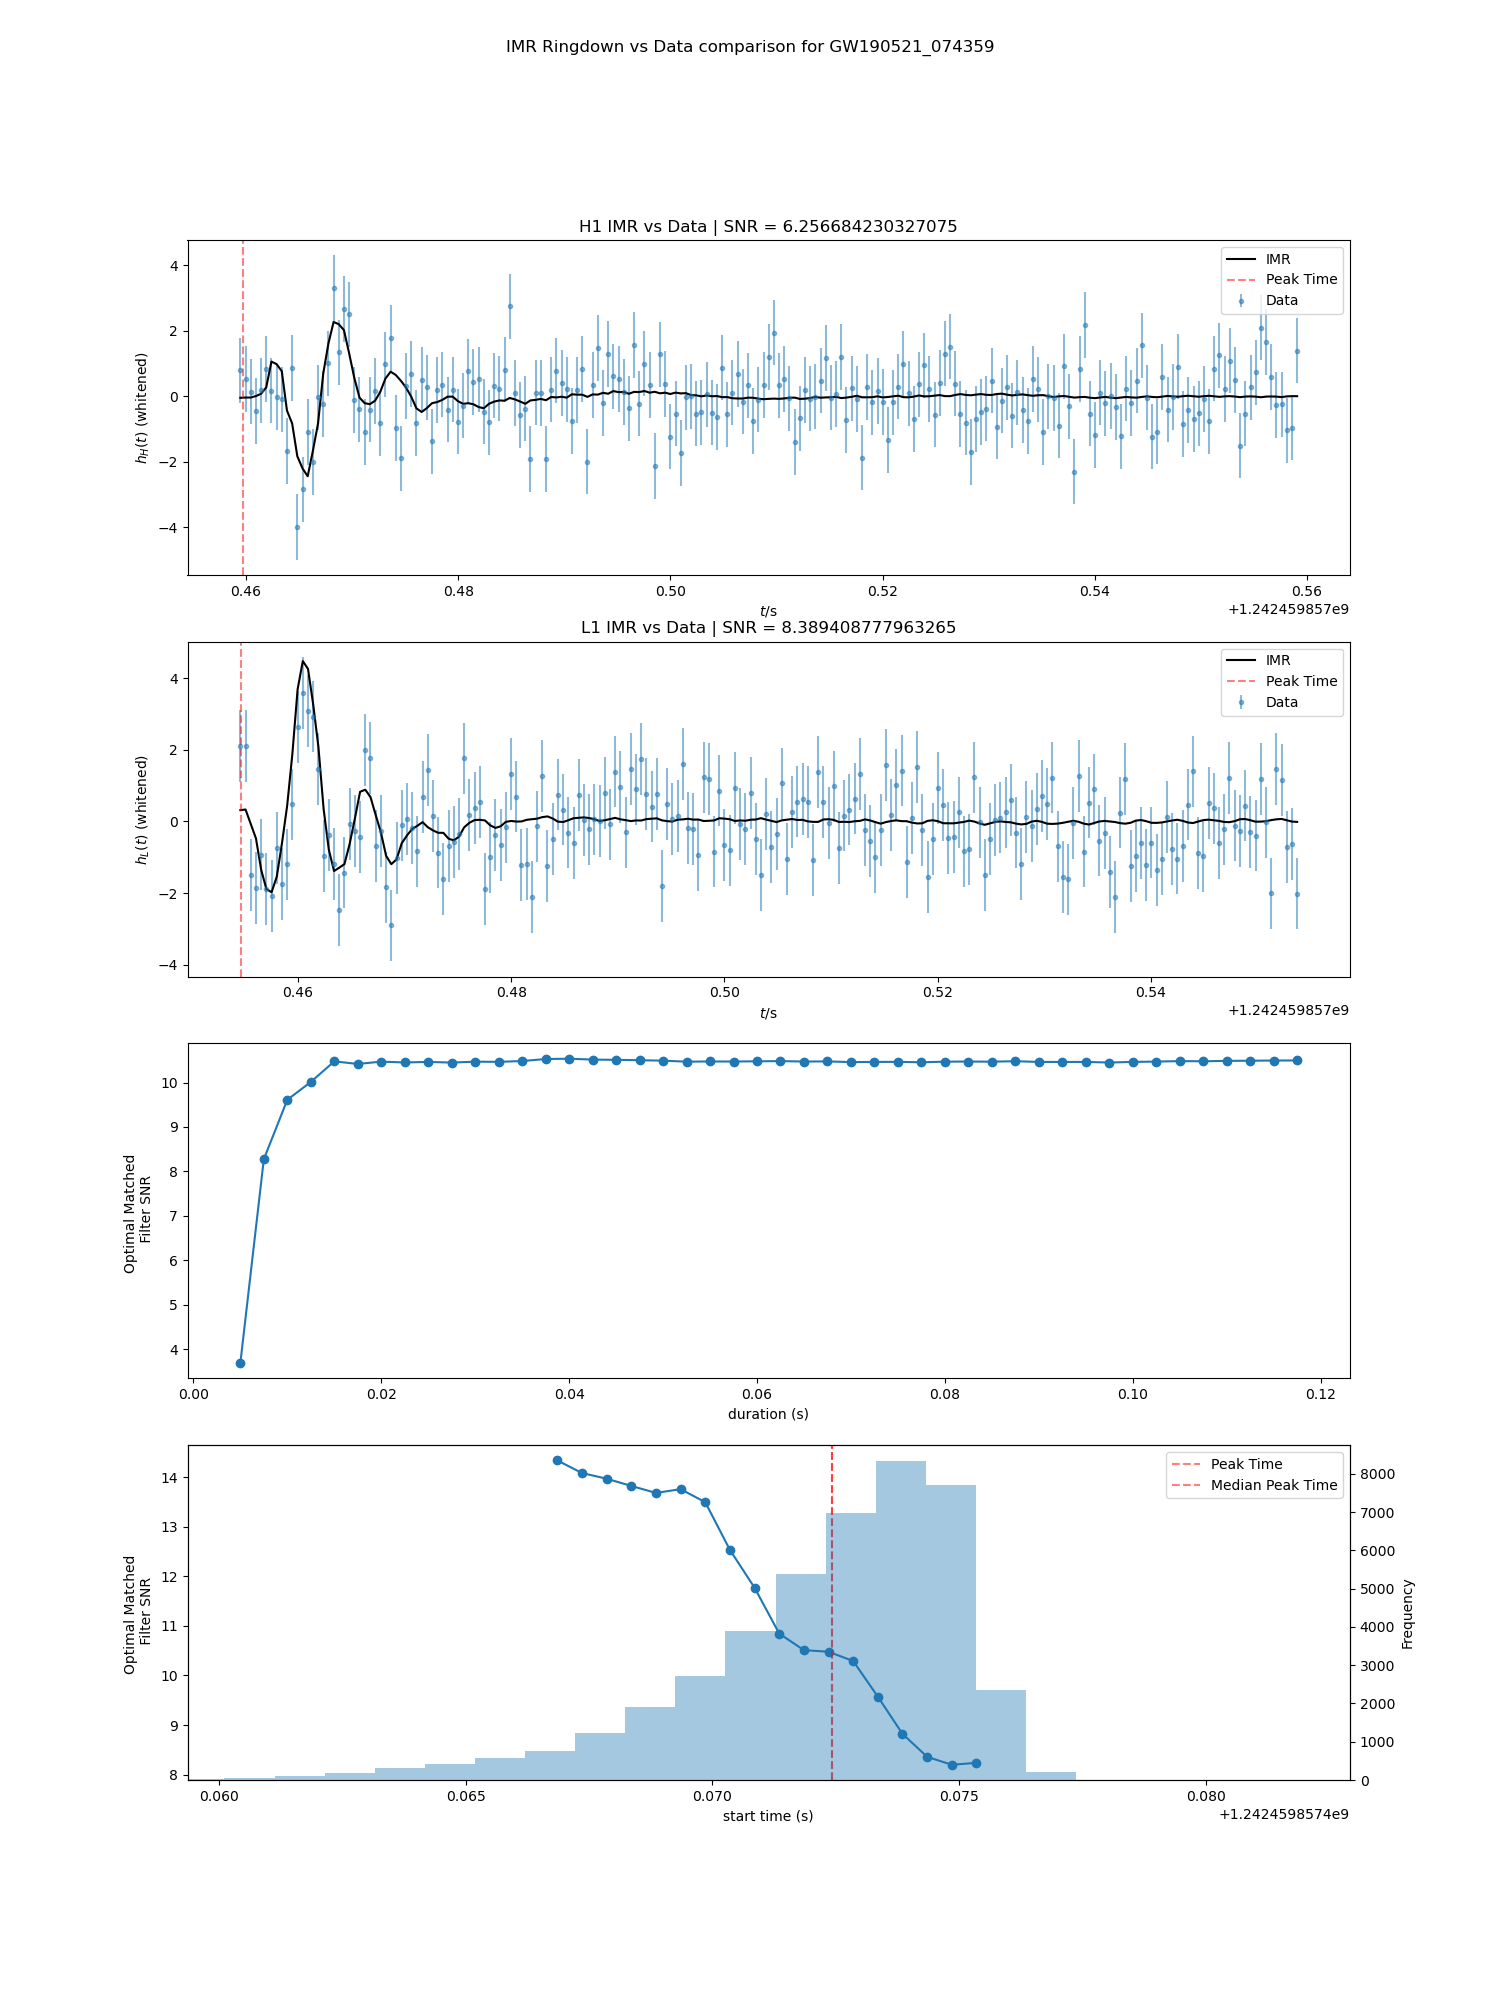 IMR Ringdown vs Data comparison for GW190521_074359
H1 IMR vs Data | SNR = 6.256684230327075
IMR
Peak Time
Data
4
2
0
−2
−4
h_H(t) (whitened)
0.46 0.48 0.50 0.52 0.54 0.56
t/s
+1.242459857e9
L1 IMR vs Data | SNR = 8.389408777963265
IMR
Peak Time
Data
4
2
0
−2
−4
h_L(t) (whitened)
0.46 0.48 0.50 0.52 0.54
t/s
+1.242459857e9
10
9
8
7
6
5
4
Optimal Matched
Filter SNR
0.00 0.02 0.04 0.06 0.08 0.10 0.12
duration (s)
Peak Time
Median Peak Time
14
13
12
11
10
9
8
Optimal Matched
Filter SNR
8000
7000
6000
5000
4000
3000
2000
1000
0
Frequency
0.060 0.065 0.070 0.075 0.080
start time (s)
+1.2424598574e9